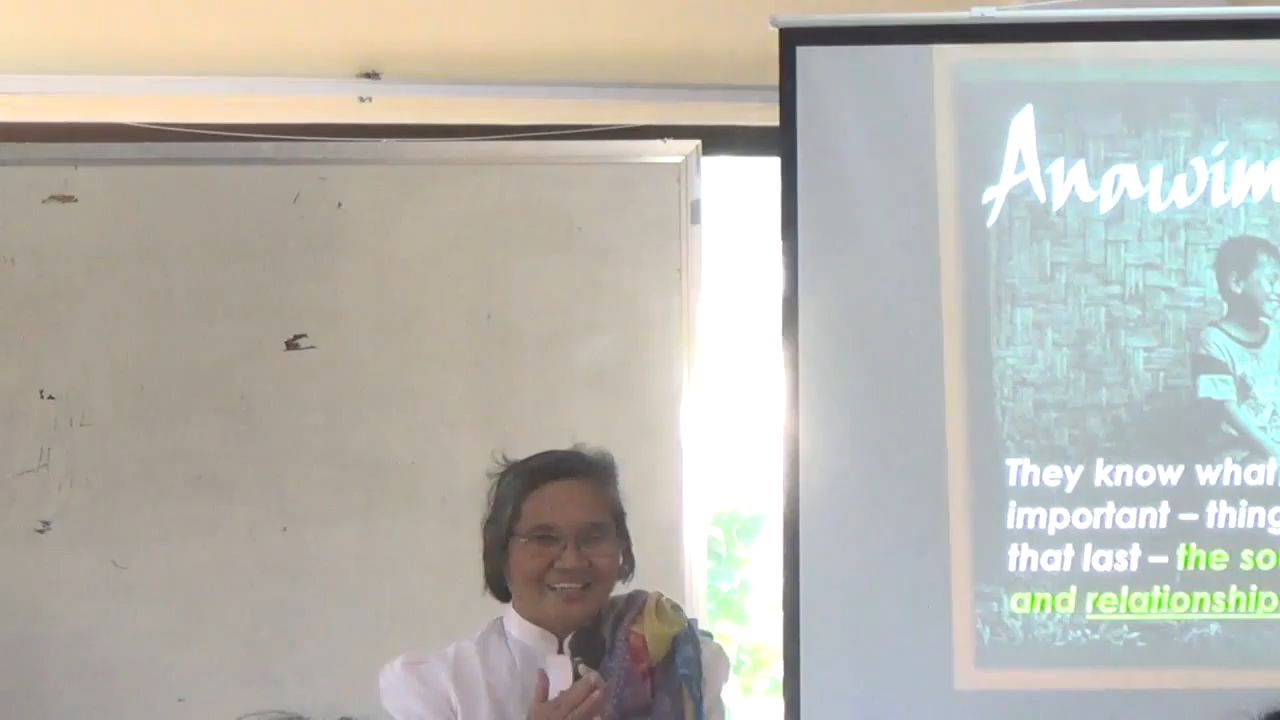 Anawim
They know what
important – thing
that last – the so
and relationship